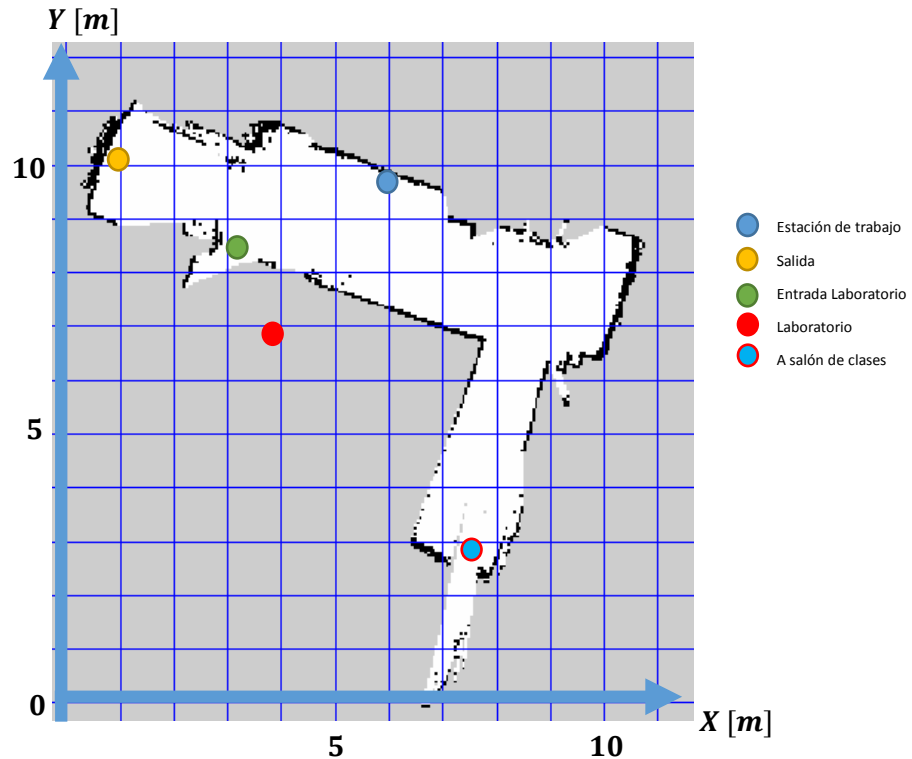 Y [m]
10
5
0
5
10
X [m]
Estación de trabajo
Salida
Entrada Laboratorio
Laboratorio
A salón de clases